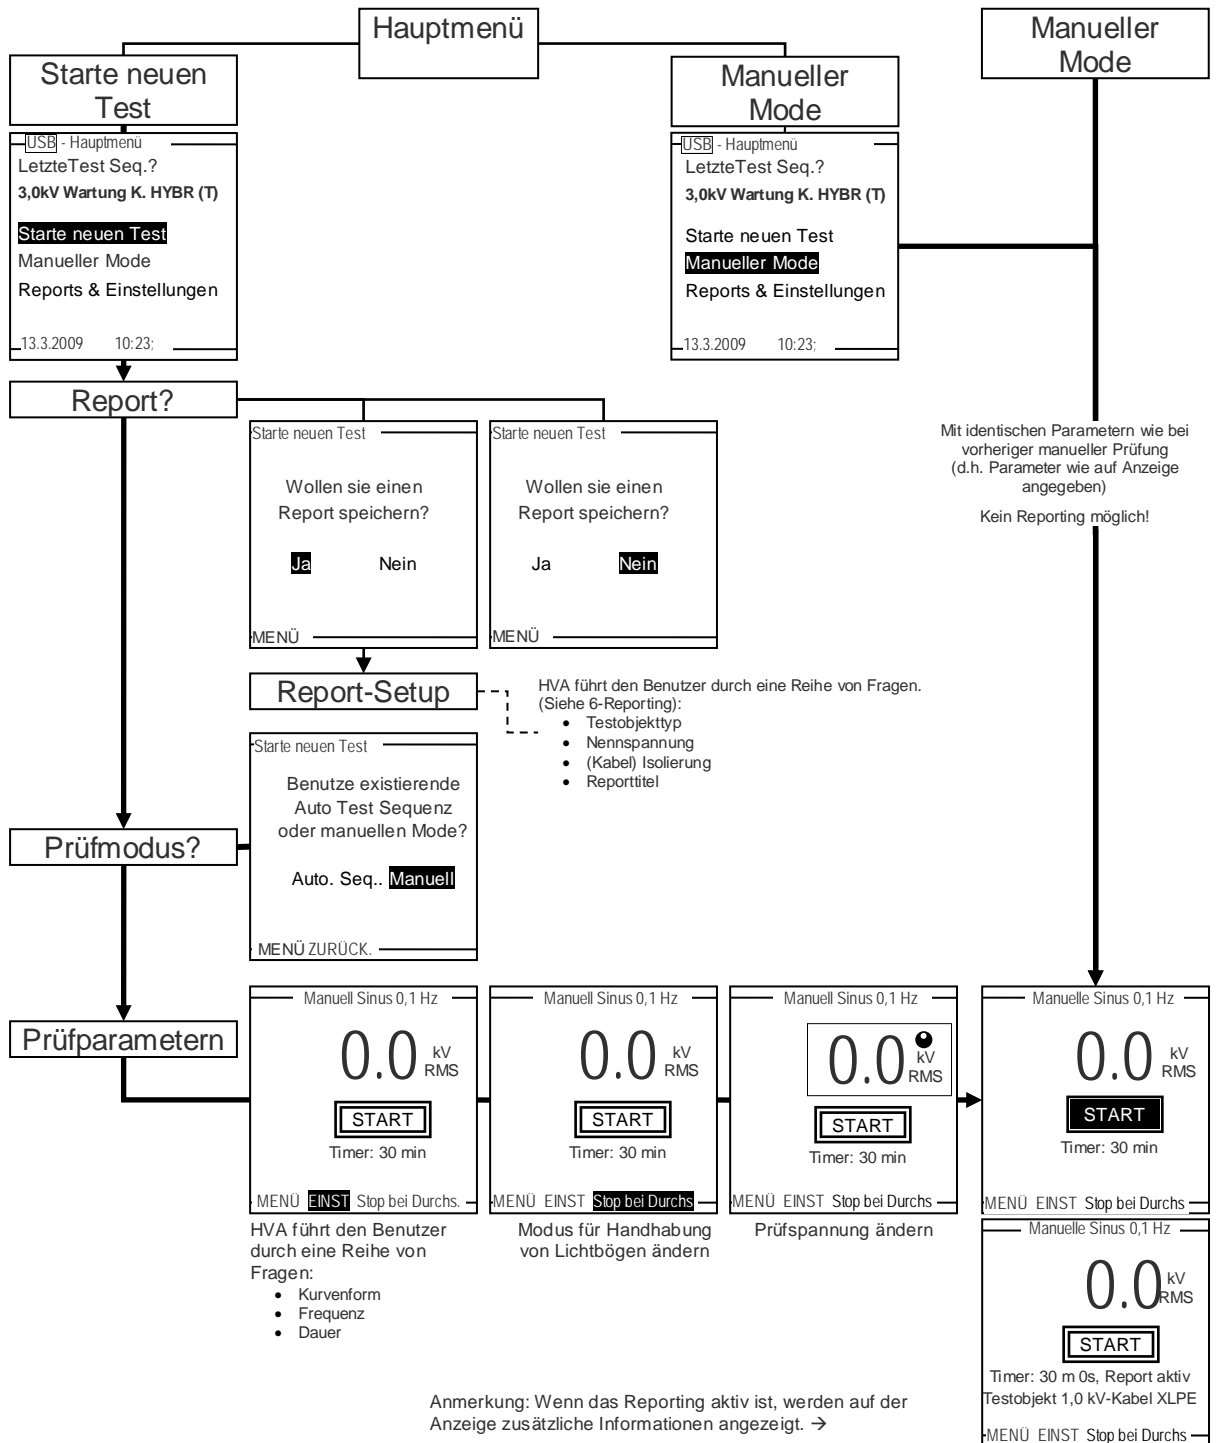 Hauptmenü
Manueller
Mode
Starte neuen
Test
Manueller
Mode
USB - Hauptmenü
LetzteTest Seq.?
3,0kV Wartung K. HYBR (T)
Starte neuen Test
Manueller Mode
Reports & Einstellungen
13.3.2009 10:23;
USB - Hauptmenü
LetzteTest Seq.?
3,0kV Wartung K. HYBR (T)
Starte neuen Test
Manueller Mode
Reports & Einstellungen
13.3.2009 10:23;
Report?
Starte neuen Test
Wollen sie einen
Report speichern?
Ja Nein
MENÜ
Starte neuen Test
Wollen sie einen
Report speichern?
Ja Nein
MENÜ
Mit identischen Parametern wie bei
vorheriger manueller Prüfung
(d.h. Parameter wie auf Anzeige
angegeben)
Kein Reporting möglich!
Report-Setup
HVA führt den Benutzer durch eine Reihe von Fragen.
(Siehe 6-Reporting):
• Testobjekttyp
• Nennspannung
• (Kabel) Isolierung
• Reporttitel
Starte neuen Test
Benutze existierende
Auto Test Sequenz
oder manuellen Mode?
Auto. Seq.. Manuell
MENÜ ZURÜCK.
Prüfmodus?
Prüfparametern
Manuell Sinus 0,1 Hz
0.0 kV
RMS
START
Timer: 30 min
MENÜ EINST Stop bei Durchs.
HVA führt den Benutzer
durch eine Reihe von
Fragen:
• Kurvenform
• Frequenz
• Dauer
Manuell Sinus 0,1 Hz
0.0 kV
RMS
START
Timer: 30 min
MENÜ EINST Stop bei Durchs
Modus für Handhabung
von Lichtbögen ändern
Manuell Sinus 0,1 Hz
0.0 kV
RMS
START
Timer: 30 min
MENÜ EINST Stop bei Durchs
Prüfspannung ändern
Manuelle Sinus 0,1 Hz
0.0 kV
RMS
START
Timer: 30 min
MENÜ EINST Stop bei Durchs
Manuelle Sinus 0,1 Hz
0.0 kV
RMS
START
Timer: 30 m 0s, Report aktiv
Testobjekt 1,0 kV-Kabel XLPE
MENÜ EINST Stop bei Durchs
Anmerkung: Wenn das Reporting aktiv ist, werden auf der
Anzeige zusätzliche Informationen angezeigt. →